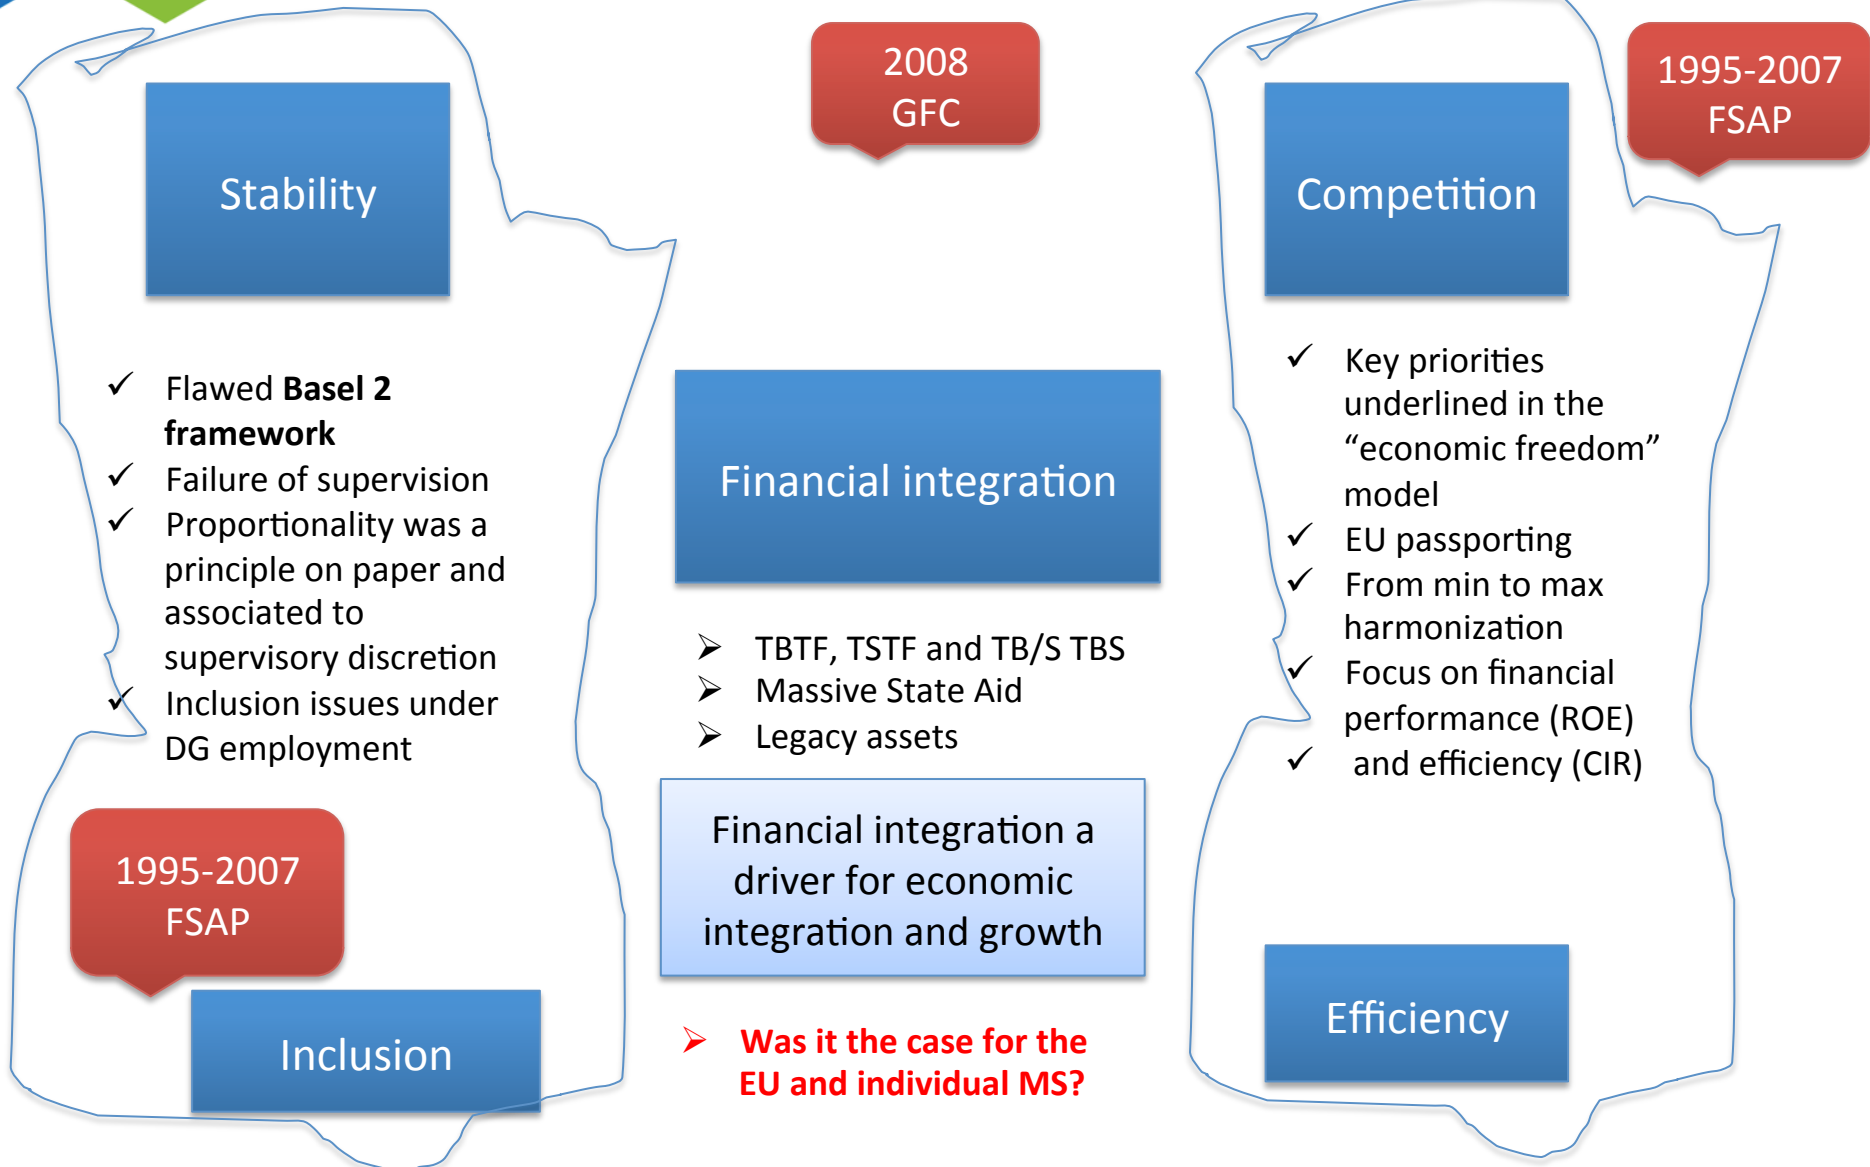 2008
GFC
1995-2007
FSAP
Stability
✓ Flawed Basel 2
framework
✓ Failure of supervision
✓ Proportionality was a
principle on paper and
associated to
supervisory discretion
✓ Inclusion issues under
DG employment
1995-2007
FSAP
Inclusion
Financial integration
➢ TBTF, TSTF and TB/S TBS
➢ Massive State Aid
➢ Legacy assets
Financial integration a
driver for economic
integration and growth
➢ Was it the case for the
EU and individual MS?
Competition
✓ Key priorities
underlined in the
“economic freedom”
model
✓ EU passporting
✓ From min to max
harmonization
✓ Focus on financial
performance (ROE)
✓ and efficiency (CIR)
Efficiency